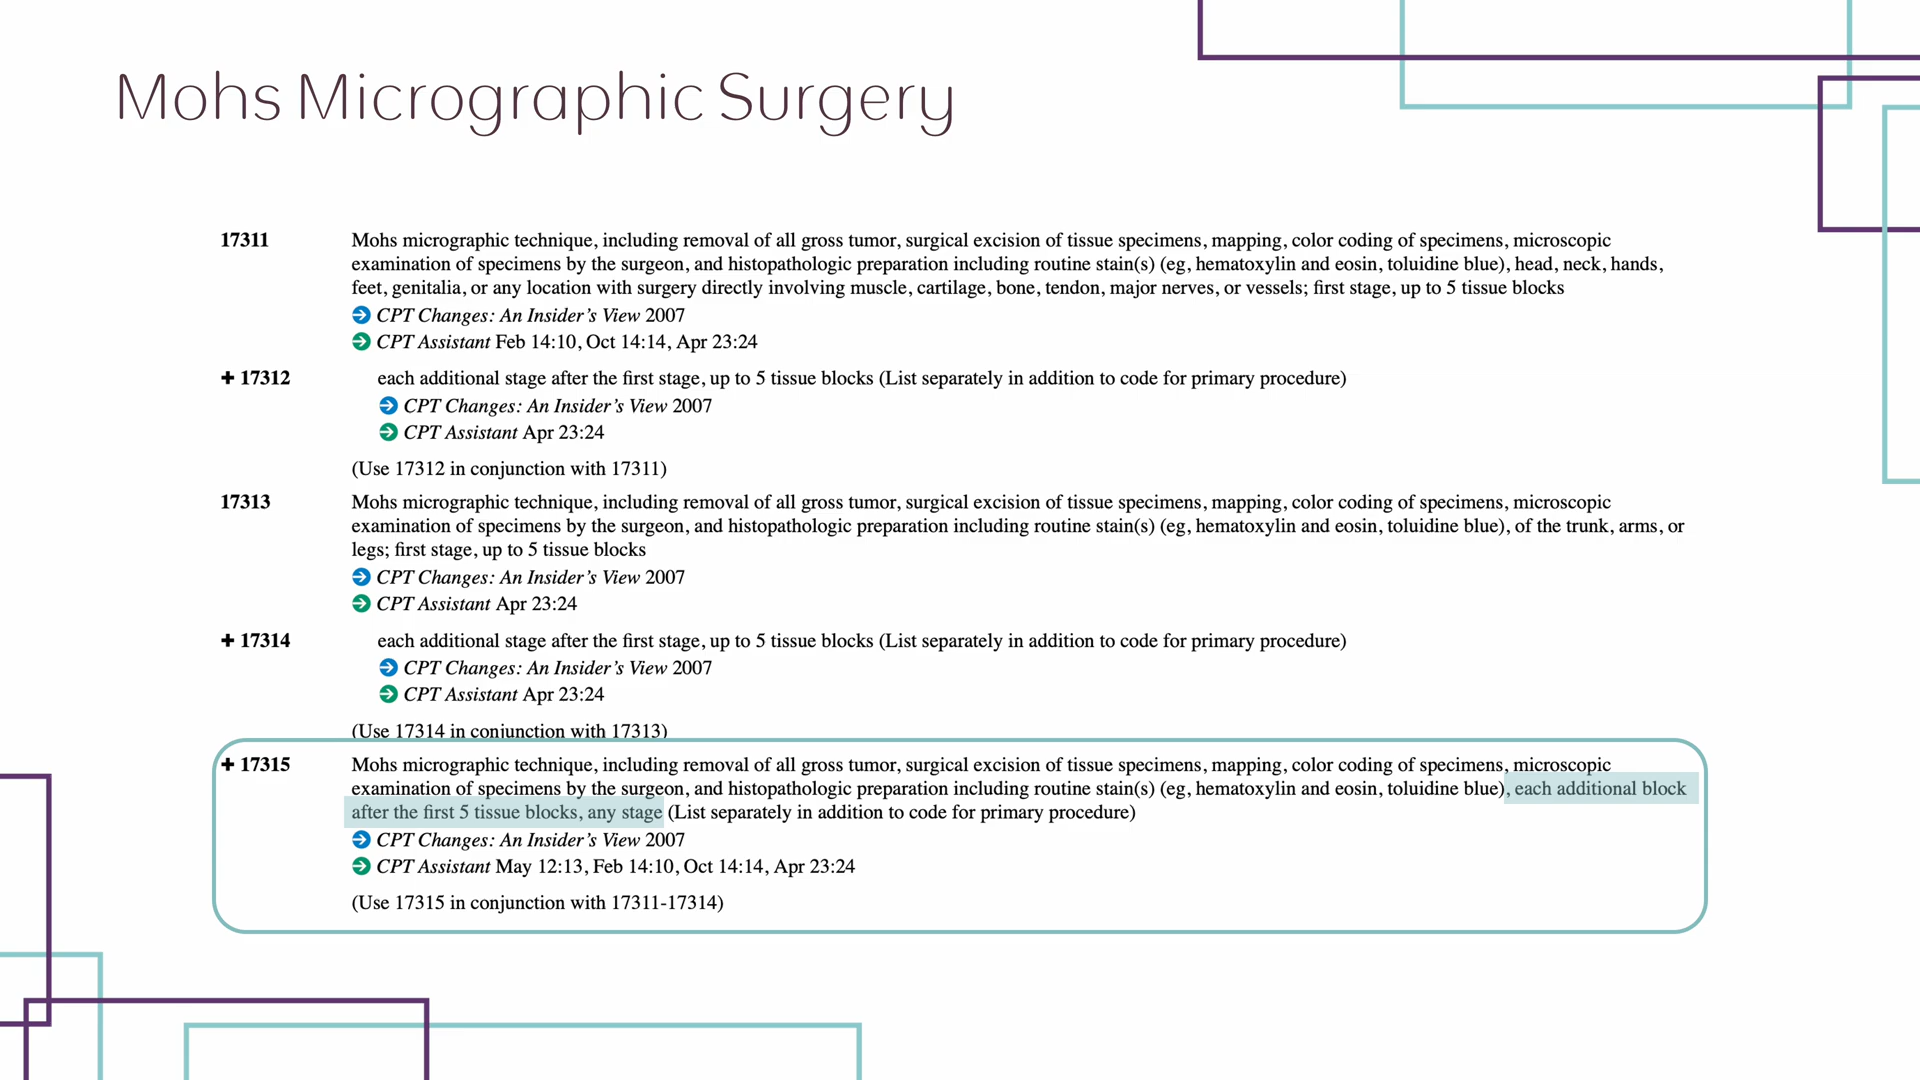 Mohs Micrographic Surgery
17311 Mohs micrographic technique, including removal of all gross tumor, surgical excision of tissue specimens, mapping, color coding of specimens, microscopic
examination of specimens by the surgeon, and histopathologic preparation including routine stain(s) (eg, hematoxylin and eosin, toluidine blue), head, neck, hands,
feet, genitalia, or any location with surgery directly involving muscle, cartilage, bone, tendon, major nerves, or vessels; first stage, up to 5 tissue blocks
CPT Changes: An Insider's View 2007
CPT Assistant Feb 14:10, Oct 14:14, Apr 23:24
+ 17312 each additional stage after the first stage, up to 5 tissue blocks (List separately in addition to code for primary procedure)
CPT Changes: An Insider's View 2007
CPT Assistant Apr 23:24
(Use 17312 in conjunction with 17311)
17313 Mohs micrographic technique, including removal of all gross tumor, surgical excision of tissue specimens, mapping, color coding of specimens, microscopic
examination of specimens by the surgeon, and histopathologic preparation including routine stain(s) (eg, hematoxylin and eosin, toluidine blue), of the trunk, arms, or
legs; first stage, up to 5 tissue blocks
CPT Changes: An Insider's View 2007
CPT Assistant Apr 23:24
+ 17314 each additional stage after the first stage, up to 5 tissue blocks (List separately in addition to code for primary procedure)
CPT Changes: An Insider's View 2007
CPT Assistant Apr 23:24
(Use 17314 in conjunction with 17313)
+ 17315 Mohs micrographic technique, including removal of all gross tumor, surgical excision of tissue specimens, mapping, color coding of specimens, microscopic
examination of specimens by the surgeon, and histopathologic preparation including routine stain(s) (eg, hematoxylin and eosin, toluidine blue), each additional block
after the first 5 tissue blocks, any stage (List separately in addition to code for primary procedure)
CPT Changes: An Insider's View 2007
CPT Assistant May 12:13, Feb 14:10, Oct 14:14, Apr 23:24
(Use 17315 in conjunction with 17311-17314)